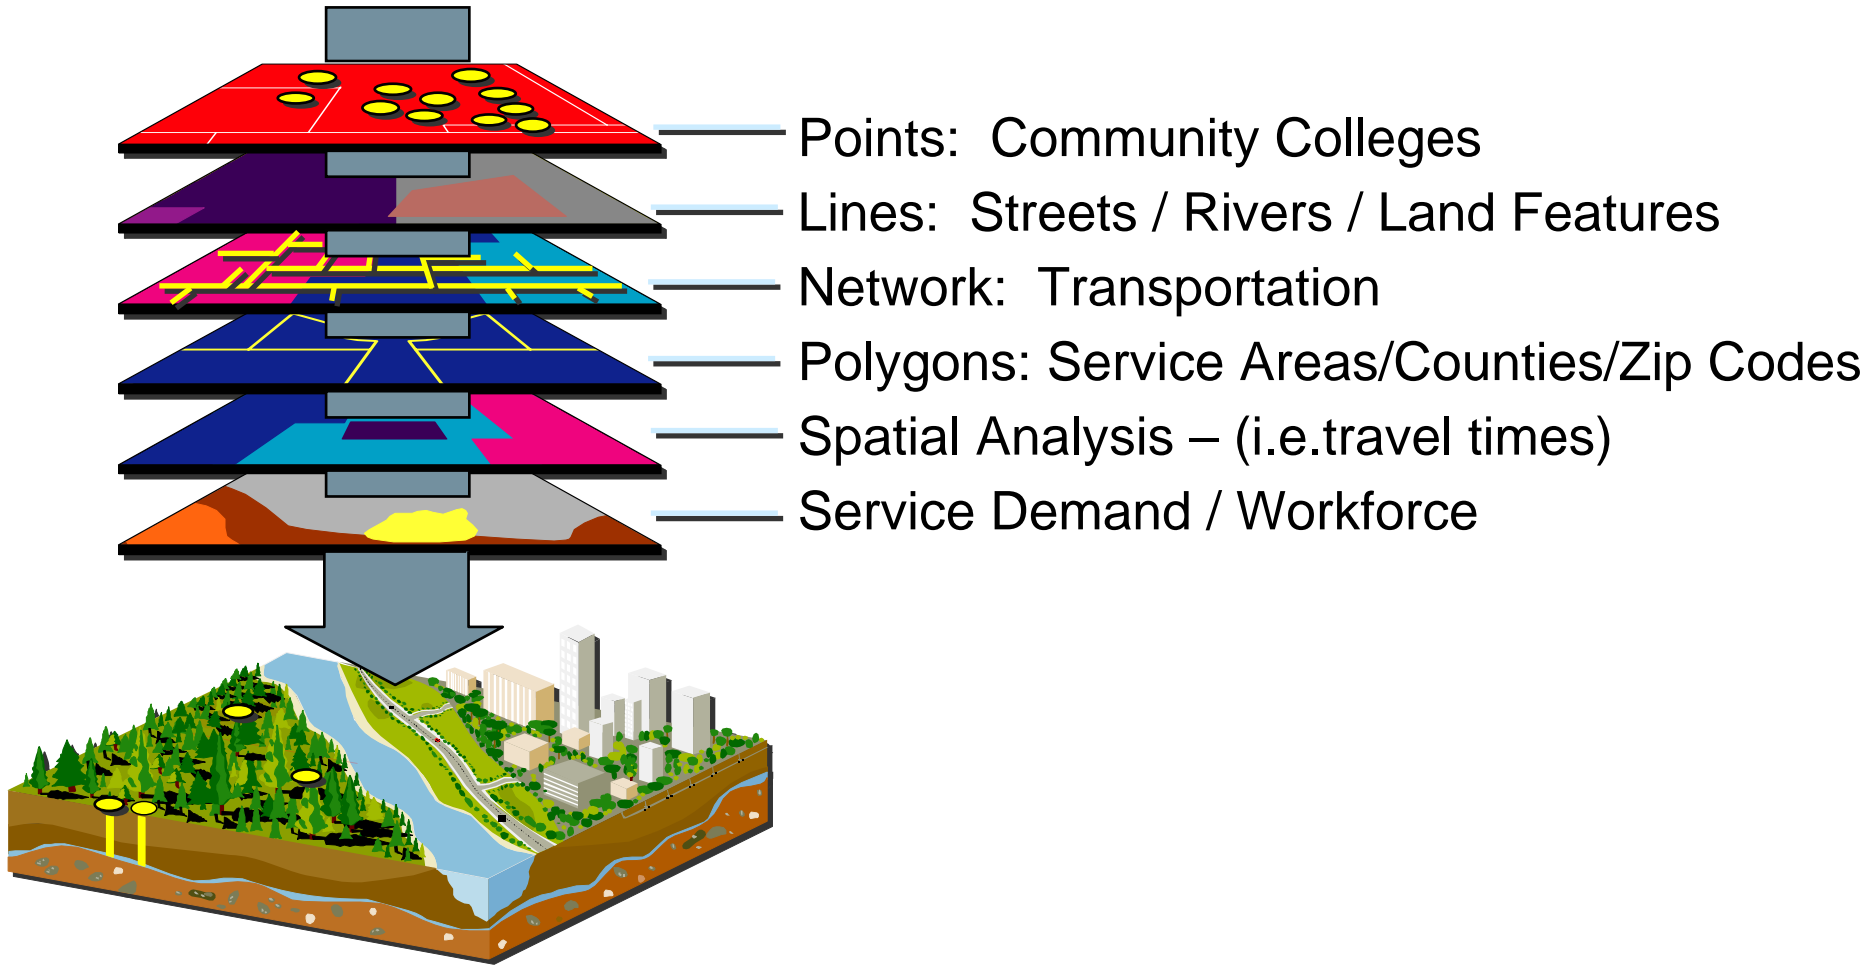 Points: Community Colleges
Lines: Streets / Rivers / Land Features
Network: Transportation
Polygons: Service Areas/Counties/Zip Codes
Spatial Analysis – (i.e.travel times)
Service Demand / Workforce